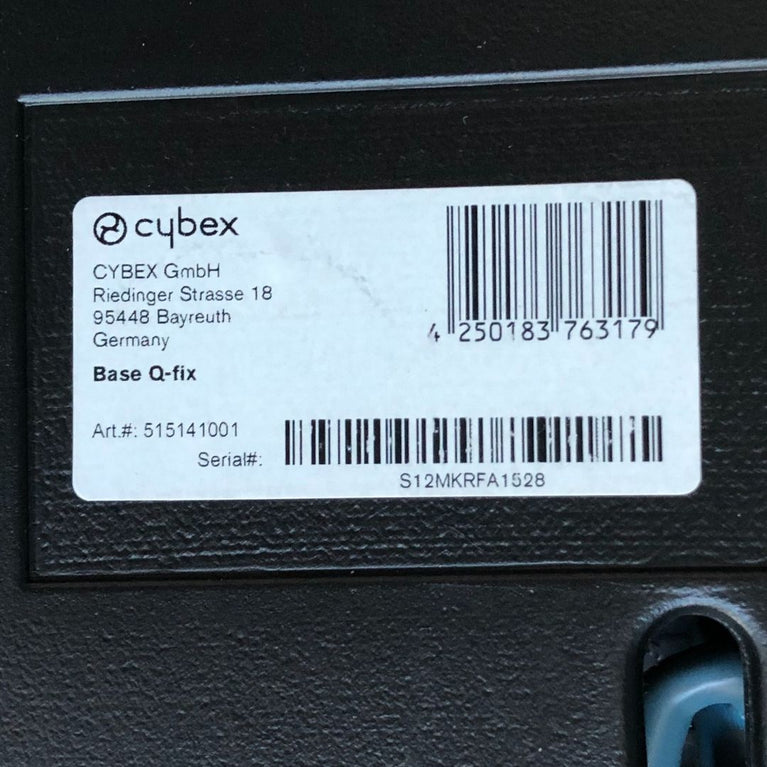 cybex
CYBEX GmbH
Riedinger Strasse 18
95448 Bayreuth
Germany
Base Q-fix
4 250183 763179
Art.#: 515141001
Serial#:
S12MKRFA1528